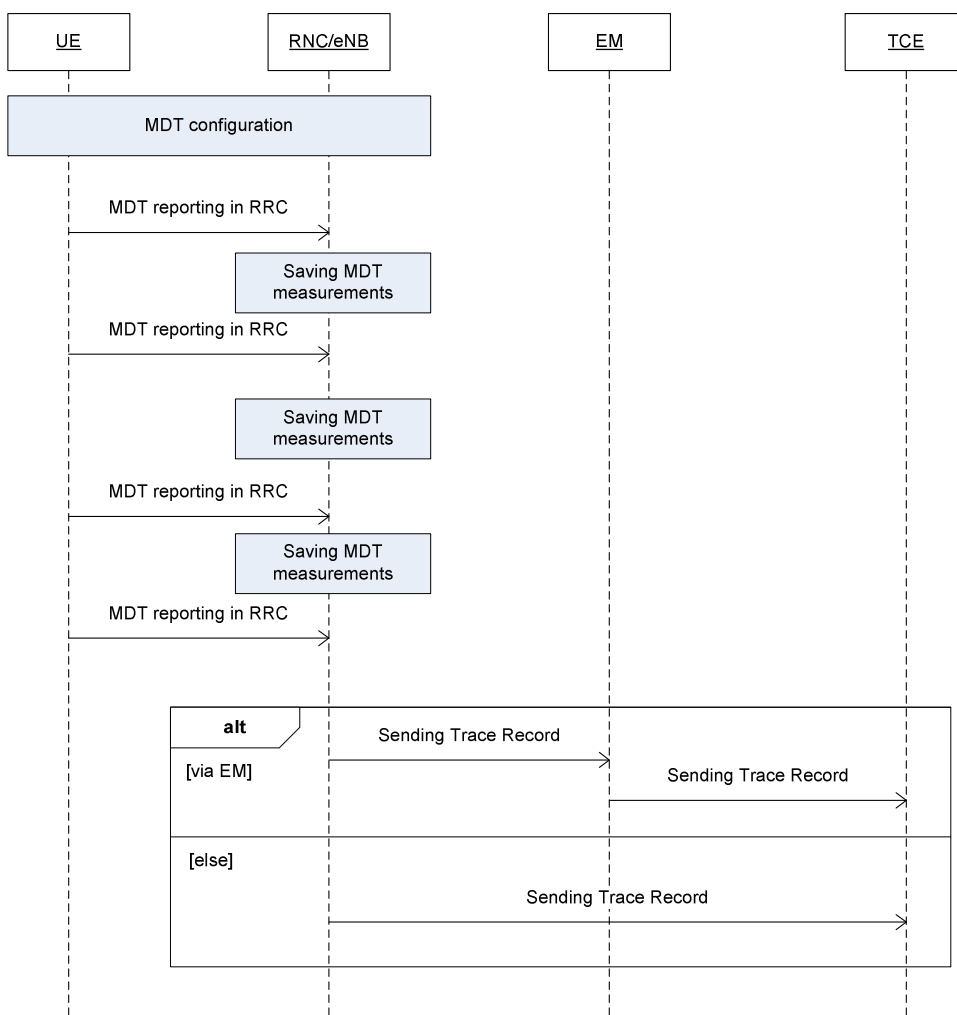 UE
RNC/eNB
EM
TCE
MDT configuration
MDT reporting in RRC
Saving MDT
measurements
MDT reporting in RRC
Saving MDT
measurements
MDT reporting in RRC
Saving MDT
measurements
MDT reporting in RRC
alt
Sending Trace Record
[via EM]
Sending Trace Record
[else]
Sending Trace Record